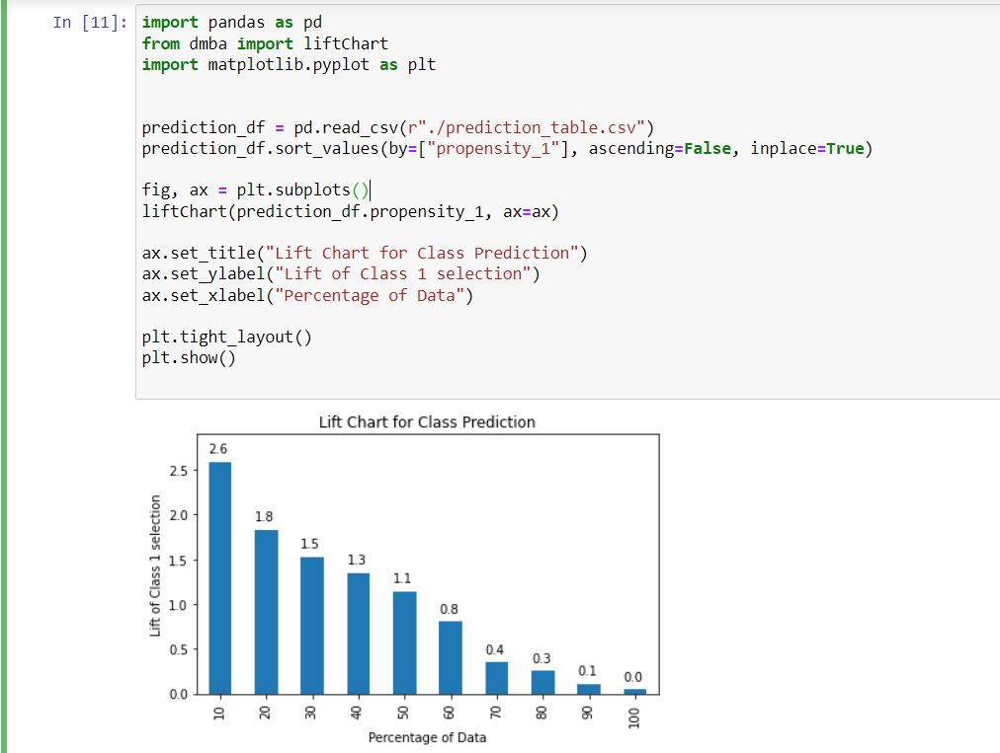 In [11]:
import pandas as pd
from dmba import liftChart
import matplotlib.pyplot as plt
prediction_df = pd.read_csv(r"./prediction_table.csv")
prediction_df.sort_values(by=["propensity_1"], ascending=False, inplace=True)
fig, ax = plt.subplots()
liftChart(prediction_df.propensity_1, ax=ax)
ax.set_title("Lift Chart for Class Prediction")
ax.set_ylabel("Lift of Class 1 selection")
ax.set_xlabel("Percentage of Data")
plt.tight_layout()
plt.show()
Lift Chart for Class Prediction
Lift of Class 1 selection
2.5
2.0
1.5
1.0
0.5
0.0
2.6
1.8
1.5
1.3
1.1
0.8
0.4
0.3
0.1
0.0
10
20
30
40
50
60
70
80
90
100
Percentage of Data